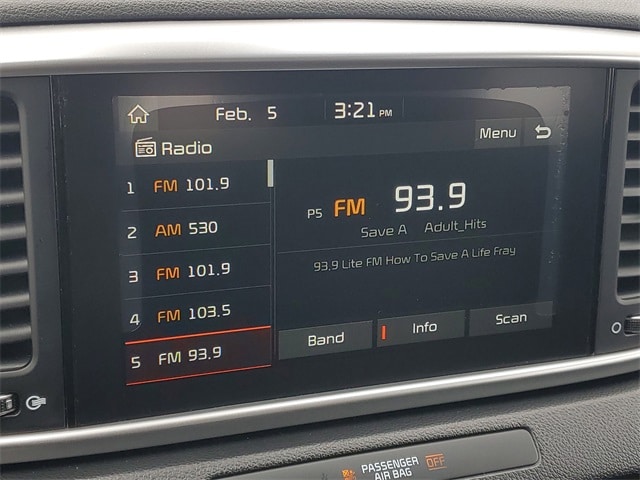 Feb. 5 3:21 PM
Radio Menu
1 FM 101.9
2 AM 530
3 FM 101.9
4 FM 103.5
5 FM 93.9
P5 FM 93.9
Save A Adult_Hits
93.9 Lite FM How To Save A Life Fray
Band Info Scan
PASSENGER
AIR BAG
OFF